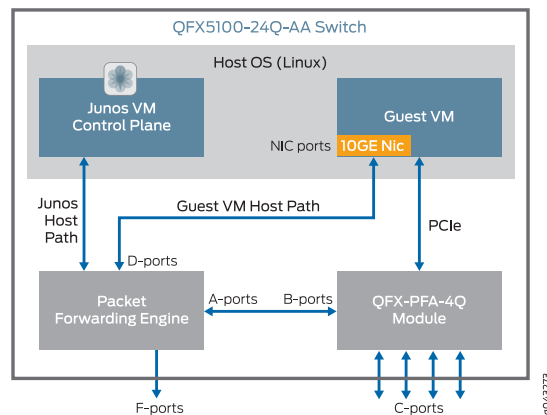 QFX5100-24Q-AA Switch
Host OS (Linux)
Junos VM
Control Plane
Guest VM
NIC ports
10GE Nic
Junos
Host
Path
Guest VM Host Path
PCIe
D-ports
Packet
Forwarding Engine
A-ports
B-ports
QFX-PFA-4Q
Module
F-ports
C-ports